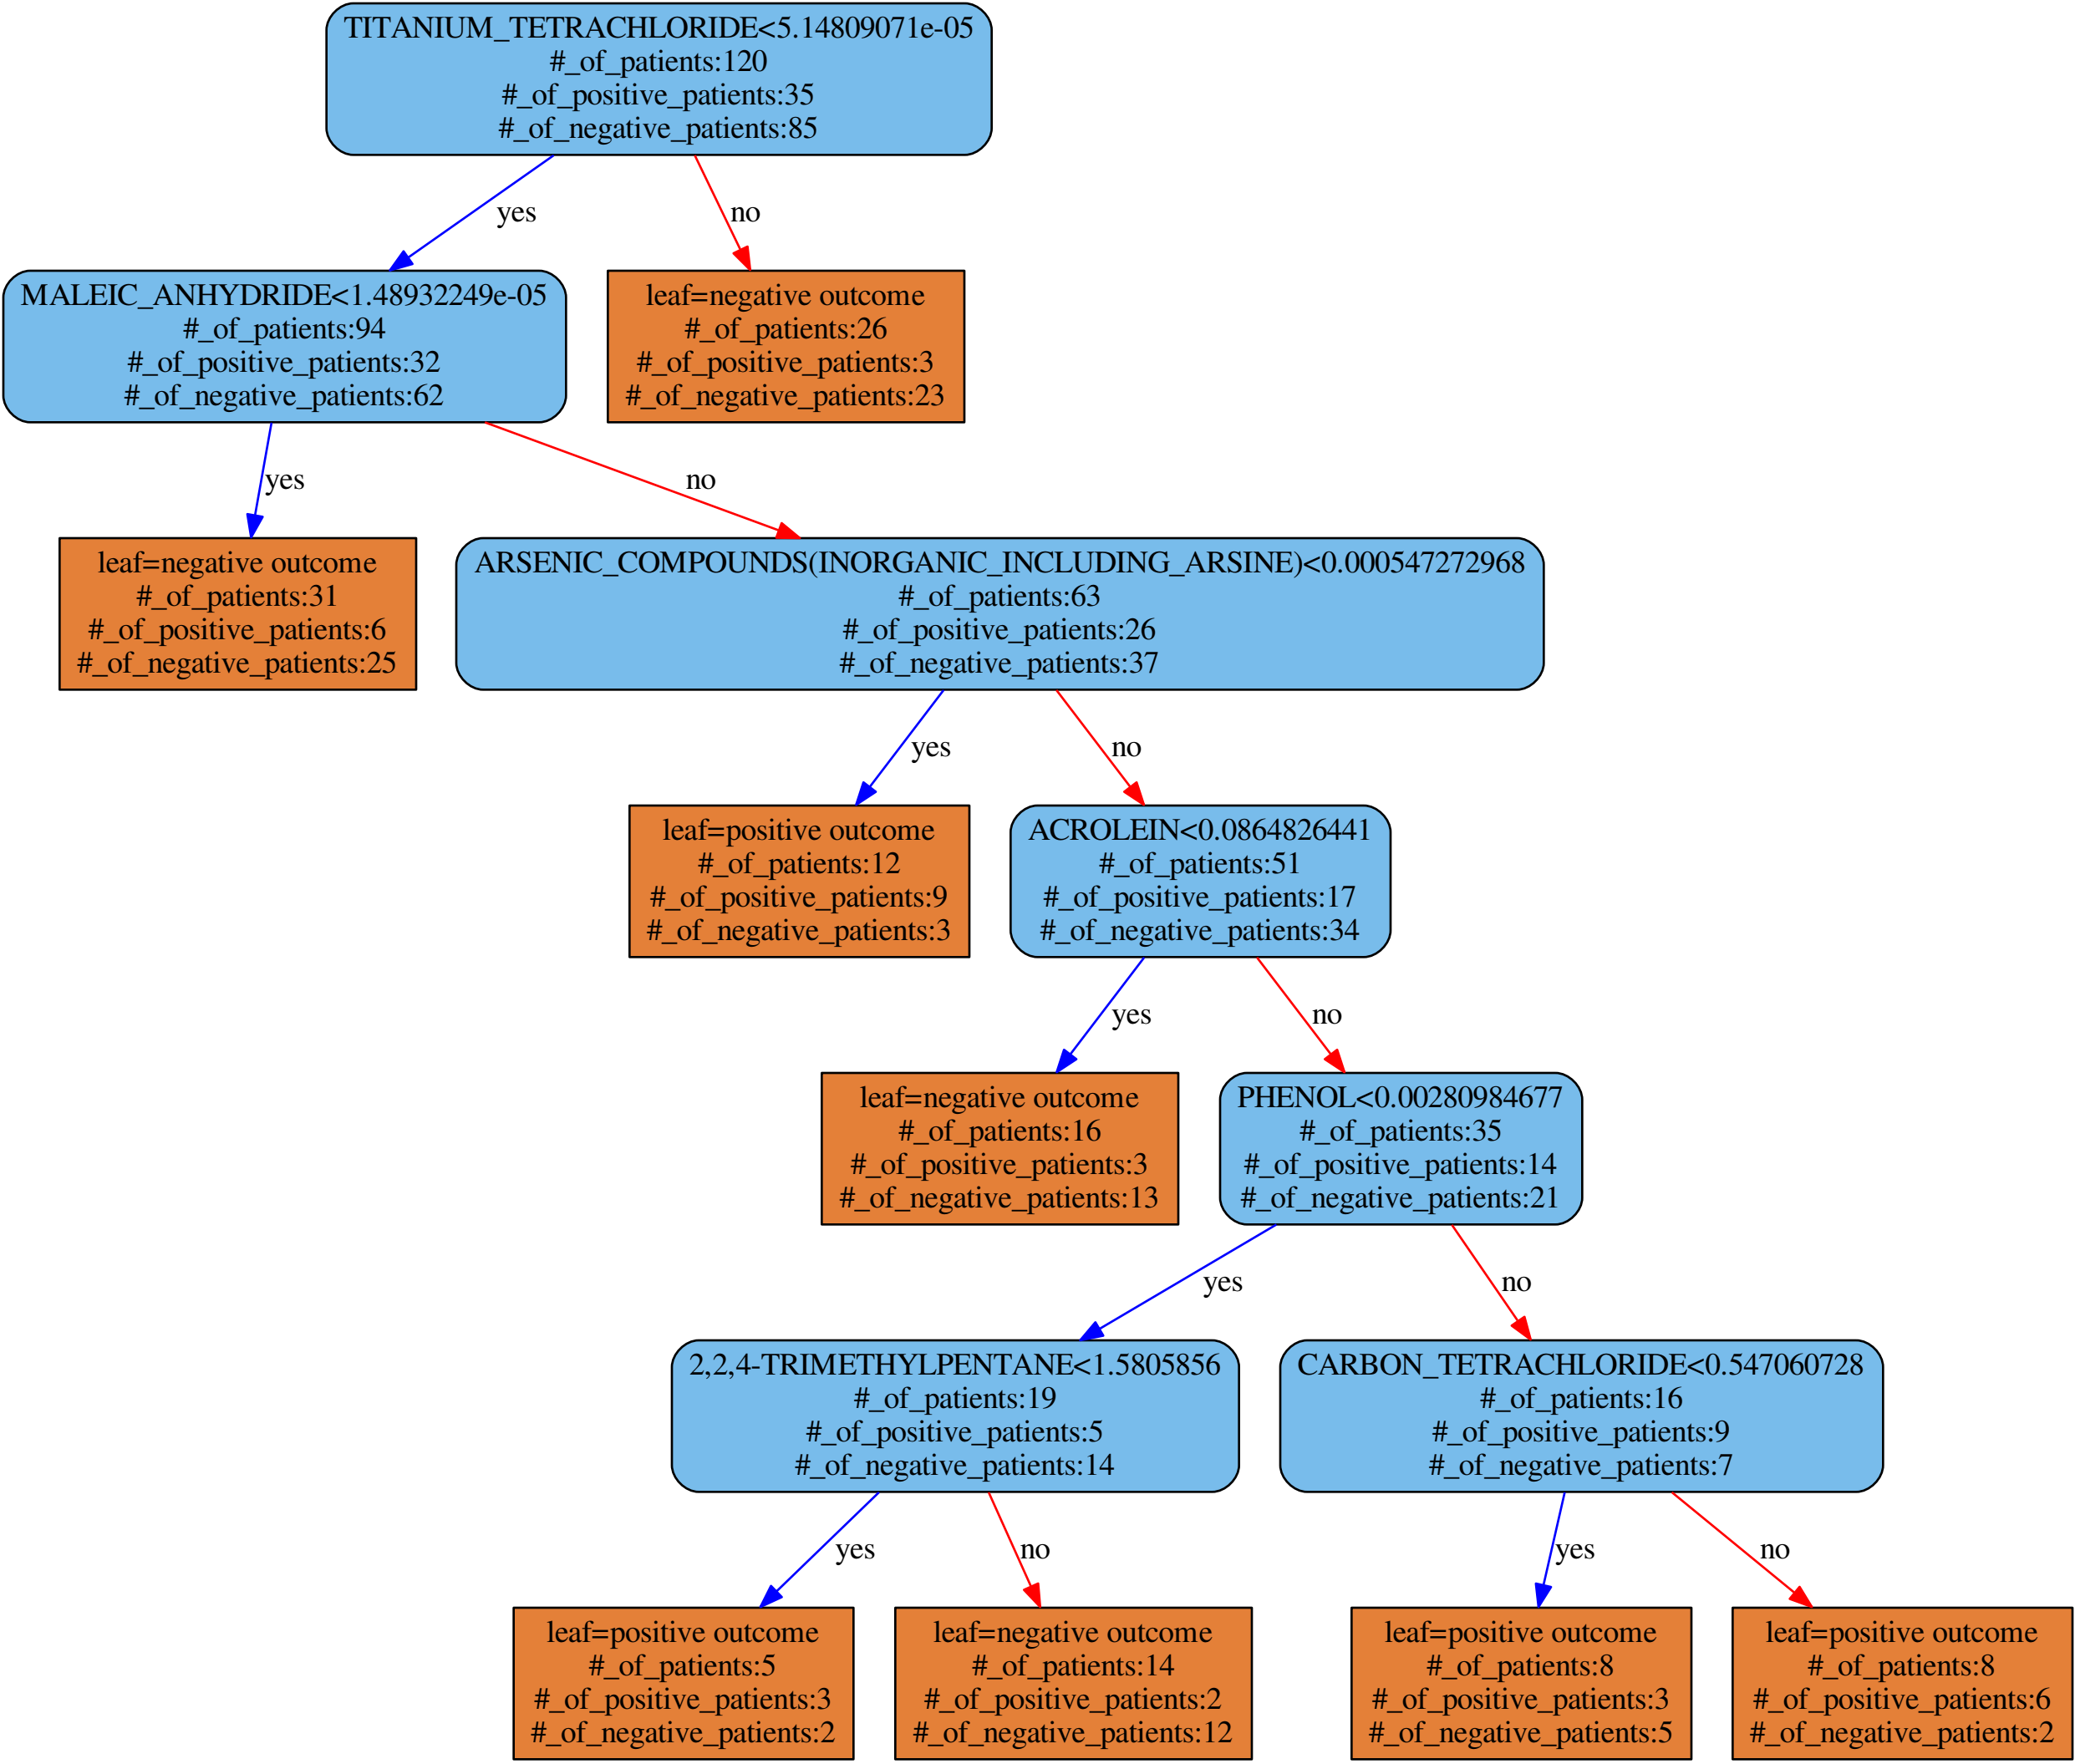 TITANIUM_TETRACHLORIDE<5.14809071e-05
#_of_patients:120
#_of_positive_patients:35
#_of_negative_patients:85
yes
no
MALEIC_ANHYDRIDE<1.48932249e-05
#_of_patients:94
#_of_positive_patients:32
#_of_negative_patients:62
leaf=negative outcome
#_of_patients:26
#_of_positive_patients:3
#_of_negative_patients:23
yes
no
leaf=negative outcome
#_of_patients:31
#_of_positive_patients:6
#_of_negative_patients:25
ARSENIC_COMPOUNDS(INORGANIC_INCLUDING_ARSINE)<0.000547272968
#_of_patients:63
#_of_positive_patients:26
#_of_negative_patients:37
yes
no
leaf=positive outcome
#_of_patients:12
#_of_positive_patients:9
#_of_negative_patients:3
ACROLEIN<0.0864826441
#_of_patients:51
#_of_positive_patients:17
#_of_negative_patients:34
yes
no
leaf=negative outcome
#_of_patients:16
#_of_positive_patients:3
#_of_negative_patients:13
PHENOL<0.00280984677
#_of_patients:35
#_of_positive_patients:14
#_of_negative_patients:21
yes
no
2,2,4-TRIMETHYLPENTANE<1.5805856
#_of_patients:19
#_of_positive_patients:5
#_of_negative_patients:14
CARBON_TETRACHLORIDE<0.547060728
#_of_patients:16
#_of_positive_patients:9
#_of_negative_patients:7
yes
no
yes
no
leaf=positive outcome
#_of_patients:5
#_of_positive_patients:3
#_of_negative_patients:2
leaf=negative outcome
#_of_patients:14
#_of_positive_patients:2
#_of_negative_patients:12
leaf=positive outcome
#_of_patients:8
#_of_positive_patients:3
#_of_negative_patients:5
leaf=positive outcome
#_of_patients:8
#_of_positive_patients:6
#_of_negative_patients:2